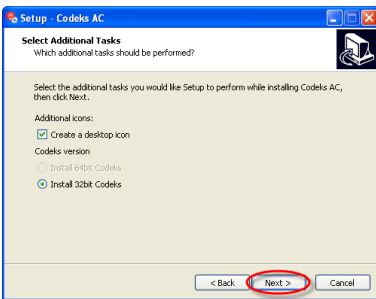 Setup - Codeks AC
Select Additional Tasks
Which additional tasks should be performed?
Select the additional tasks you would like Setup to perform while installing Codeks AC,
then click Next.
Additional icons:
Create a desktop icon
Codeks version
Install 64bit Codeks
Install 32bit Codeks
< Back
Next >
Cancel